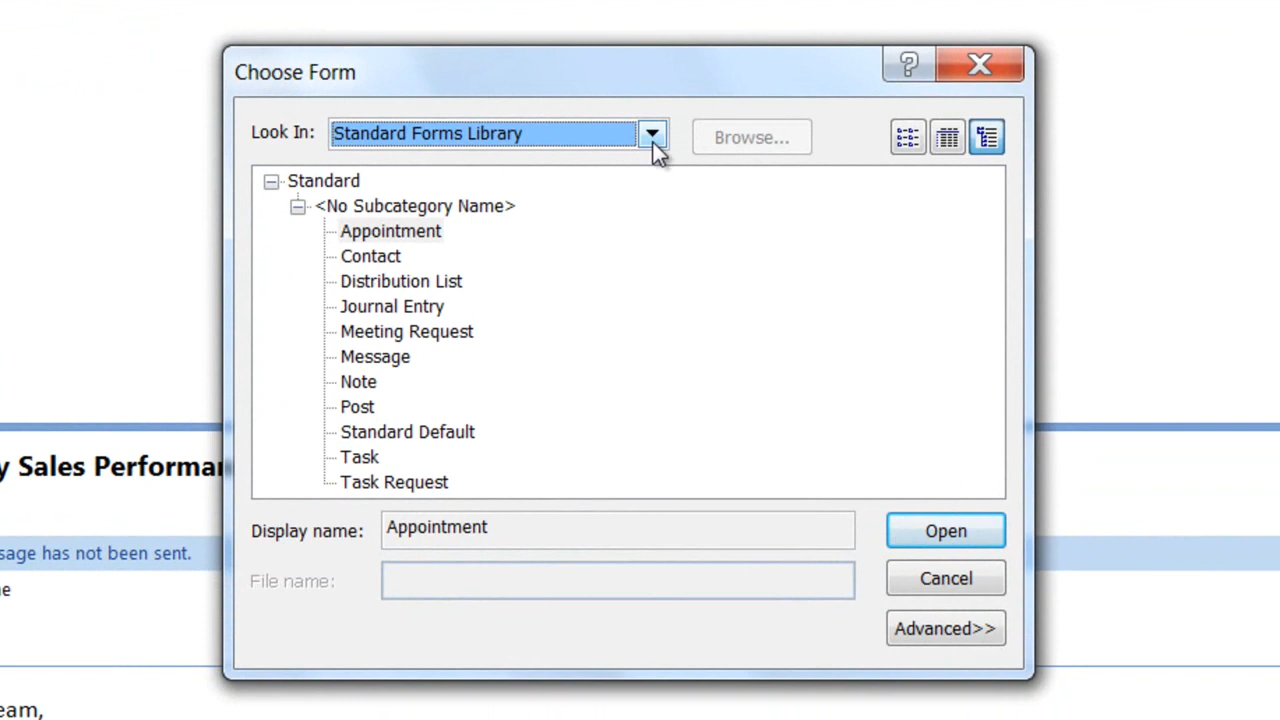 Choose Form
Look In: Standard Forms Library Browse...
Standard
<No Subcategory Name>
Appointment
Contact
Distribution List
Journal Entry
Meeting Request
Message
Note
Post
Standard Default
Task
Task Request
y Sales Performa
Display name: Appointment Open
sage has not been sent.
File name: Cancel
e
Advanced>>
eam,